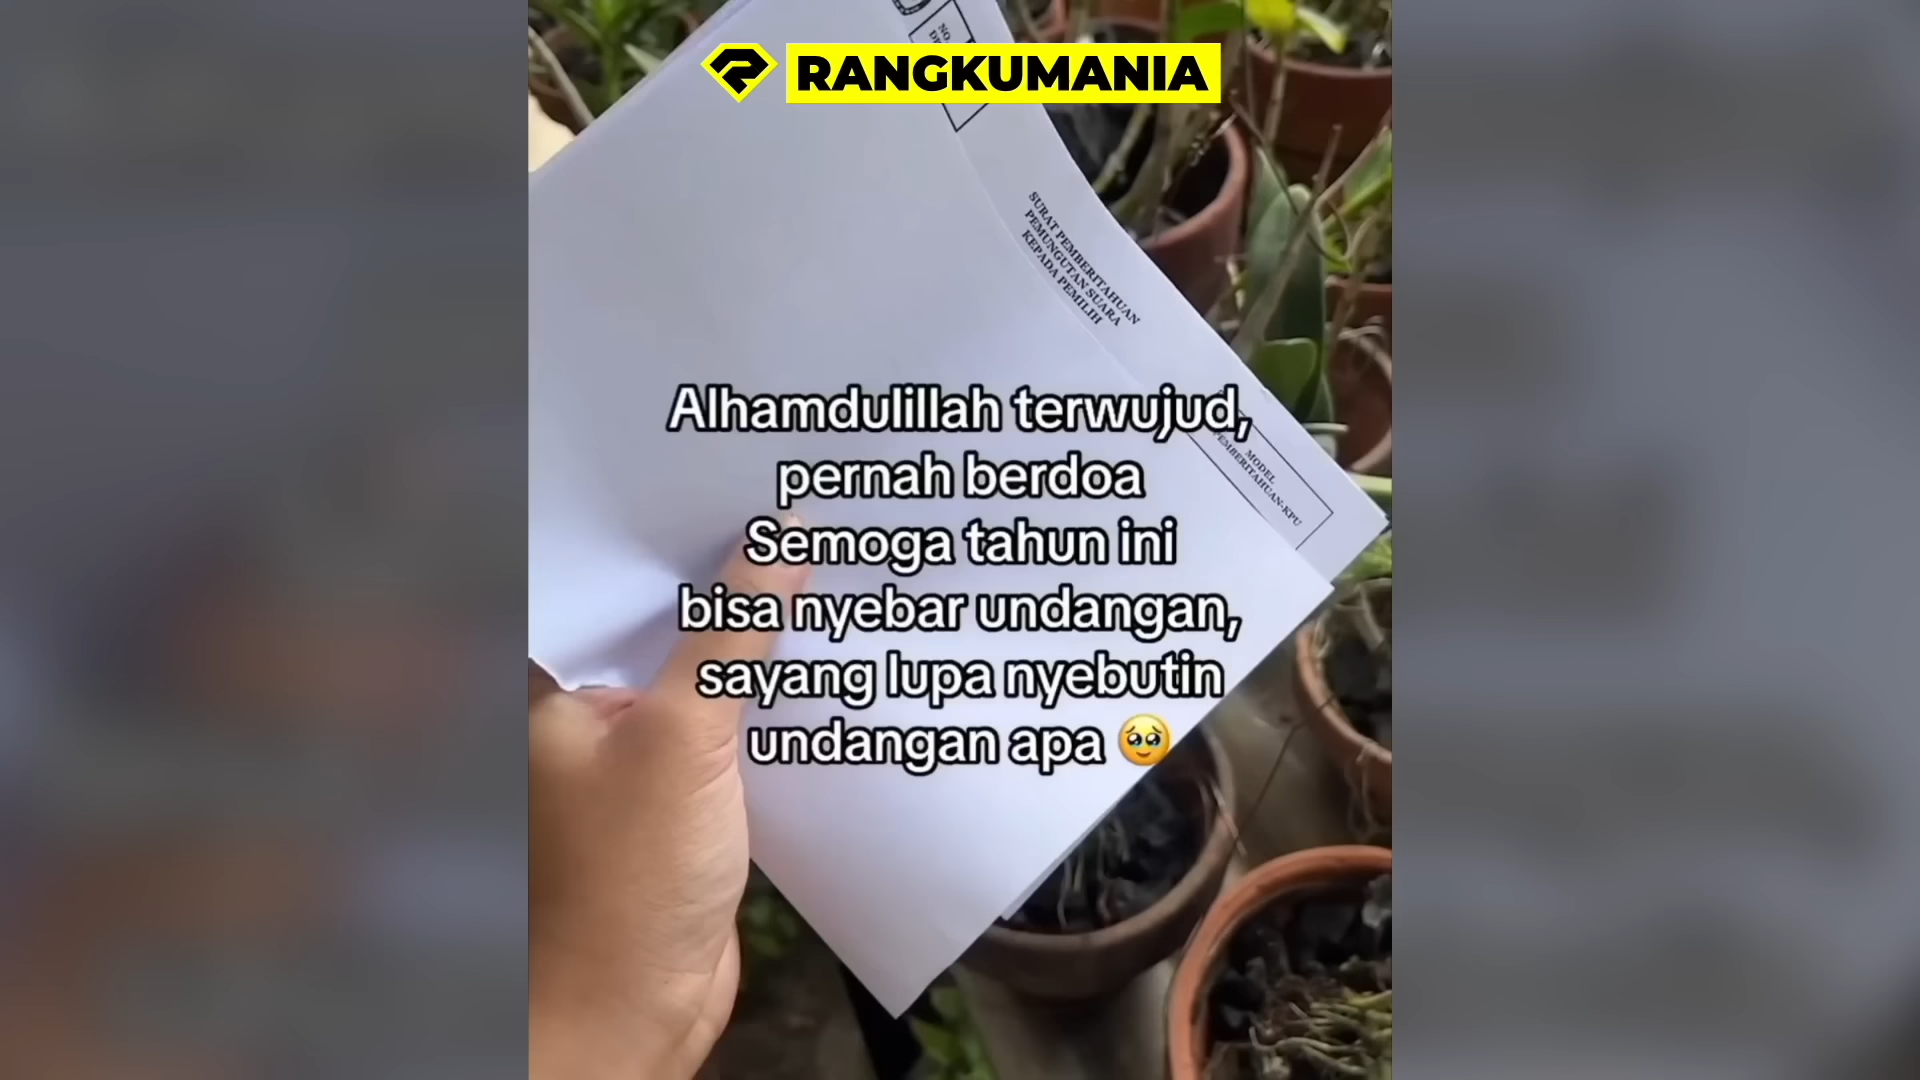 RANGKUMANIA
SURAT PEMBERITAHUAN
PEMUNGUTAN SUARA
KEPADA PEMILIH
Alhamdulillah terwujud,
pernah berdoa
Semoga tahun ini
bisa nyebar undangan,
sayang lupa nyebutin
undangan apa 🥹
MODEL
PEMBERITAHUAN-KPU